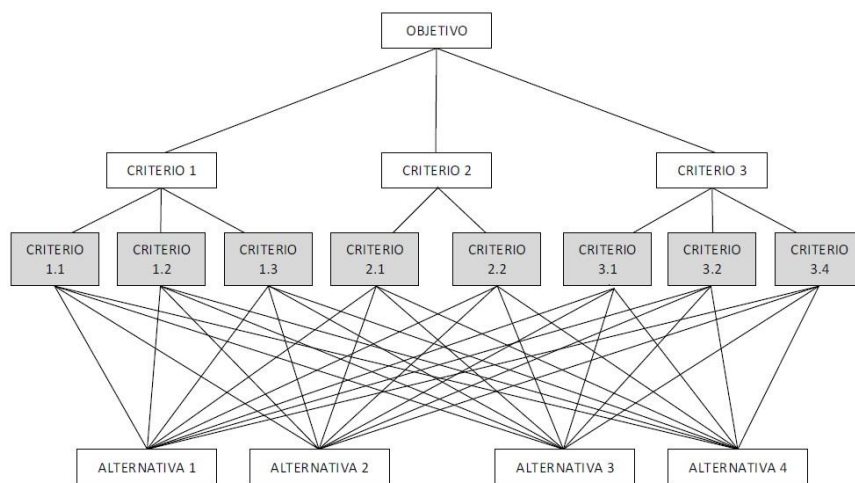 OBJETIVO
CRITERIO 1
CRITERIO 2
CRITERIO 3
CRITERIO
1.1
CRITERIO
1.2
CRITERIO
1.3
CRITERIO
2.1
CRITERIO
2.2
CRITERIO
3.1
CRITERIO
3.2
CRITERIO
3.4
ALTERNATIVA 1
ALTERNATIVA 2
ALTERNATIVA 3
ALTERNATIVA 4